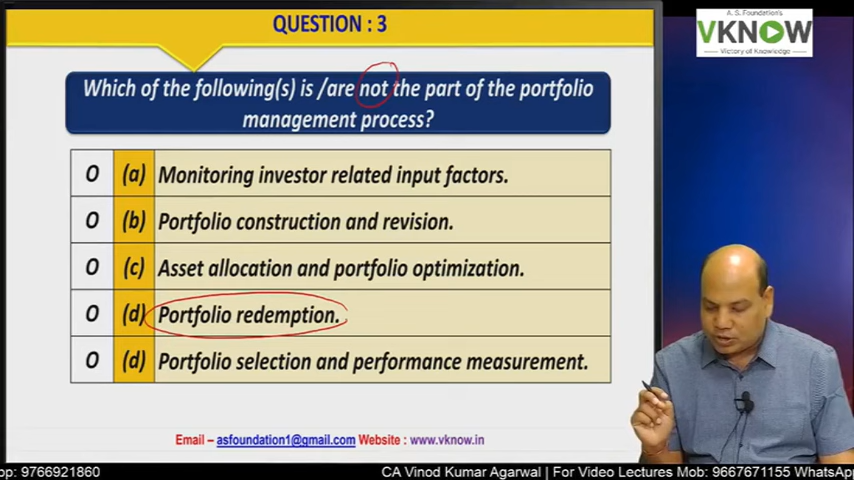 QUESTION : 3
A. S. Foundation's
VKNOW
Victory of Knowledge
Which of the following(s) is /are not the part of the portfolio
management process?
O (a) Monitoring investor related input factors.
O (b) Portfolio construction and revision.
O (c) Asset allocation and portfolio optimization.
O (d) Portfolio redemption.
O (d) Portfolio selection and performance measurement.
Email – asfoundation1@gmail.com Website : www.vknow.in
pp: 9766921860 CA Vinod Kumar Agarwal | For Video Lectures Mob: 9667671155 WhatsAp